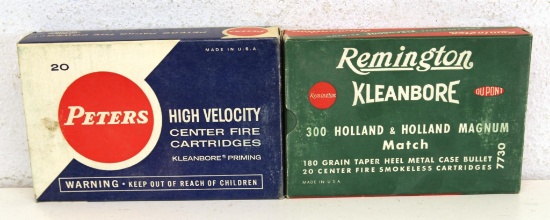 MADE IN U.S.A.
20
PETERS
HIGH VELOCITY
CENTER FIRE
CARTRIDGES
KLEANBORE PRIMING
WARNING • KEEP OUT OF REACH OF CHILDREN
Remington
Remington
KLEANBORE
DU PONT
300 HOLLAND & HOLLAND MAGNUM
Match
180 GRAIN TAPER HEEL METAL CASE BULLET
20 CENTER FIRE SMOKELESS CARTRIDGES
MADE IN U.S.A.
7730